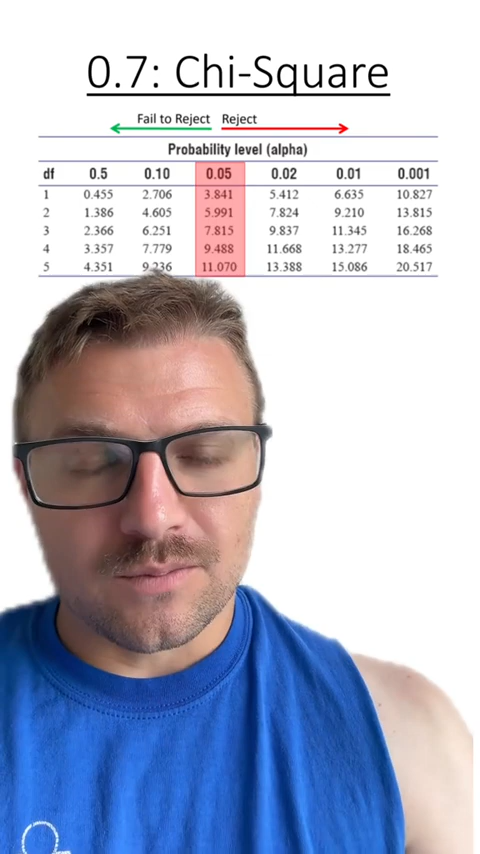 0.7: Chi-Square
Fail to Reject Reject
Probability level (alpha)
df 0.5 0.10 0.05 0.02 0.01 0.001
1 0.455 2.706 3.841 5.412 6.635 10.827
2 1.386 4.605 5.991 7.824 9.210 13.815
3 2.366 6.251 7.815 9.837 11.345 16.268
4 3.357 7.779 9.488 11.668 13.277 18.465
5 4.351 9.236 11.070 13.388 15.086 20.517